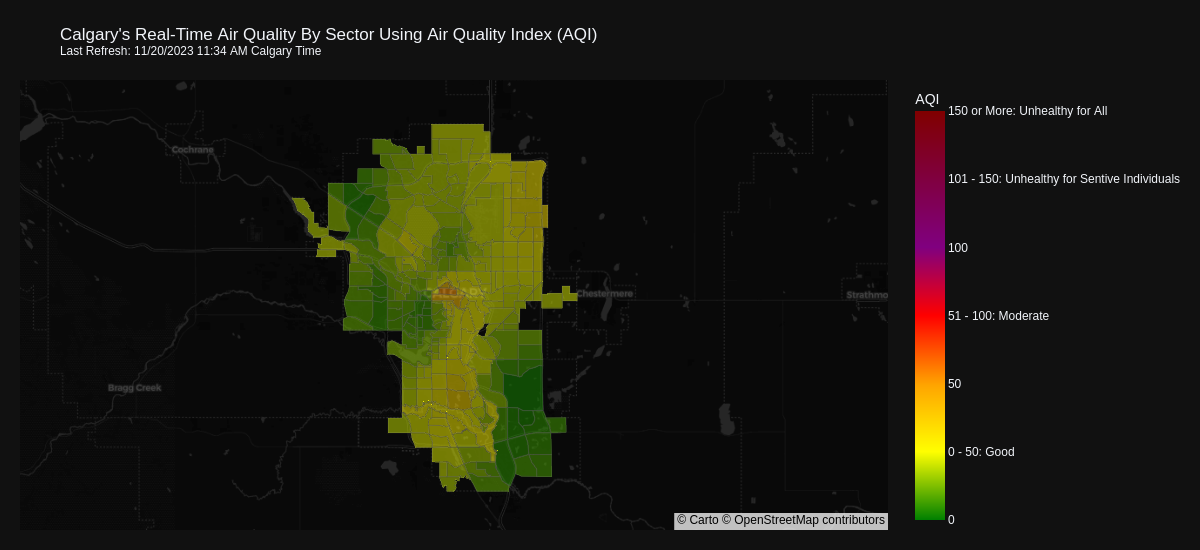 Calgary's Real-Time Air Quality By Sector Using Air Quality Index (AQI)
Last Refresh: 11/20/2023 11:34 AM Calgary Time
AQI
150 or More: Unhealthy for All
Cochrane
101 - 150: Unhealthy for Sentive Individuals
100
Chestermere
Strathmo
51 - 100: Moderate
50
Bragg Creek
0 - 50: Good
0
© Carto © OpenStreetMap contributors